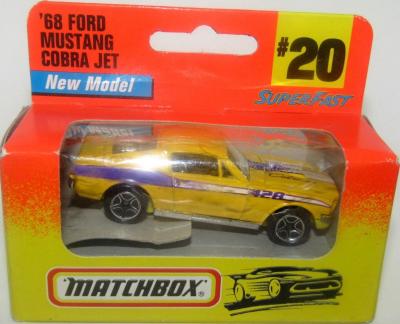 '68 FORD
MUSTANG
COBRA JET
New Model
#20
SUPERFAST
428
MATCHBOX